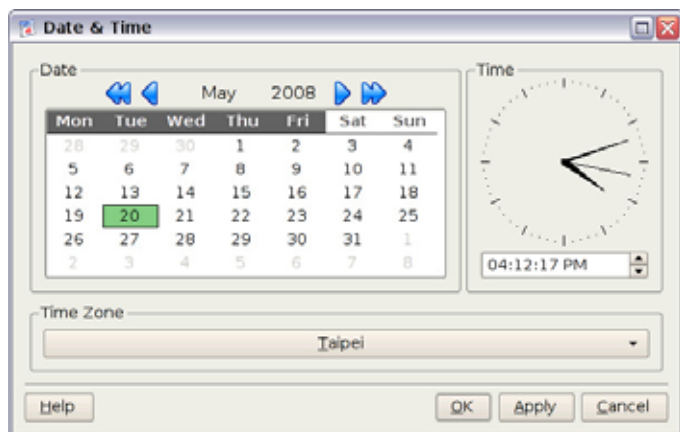 Date & Time
Date
May 2008
Mon Tue Wed Thu Fri Sat Sun
28 29 30 1 2 3 4
5 6 7 8 9 10 11
12 13 14 15 16 17 18
19 20 21 22 23 24 25
26 27 28 29 30 31 1
2 3 4 5 6 7 8
Time
04:12:17 PM
Time Zone
Taipei
Help
OK
Apply
Cancel